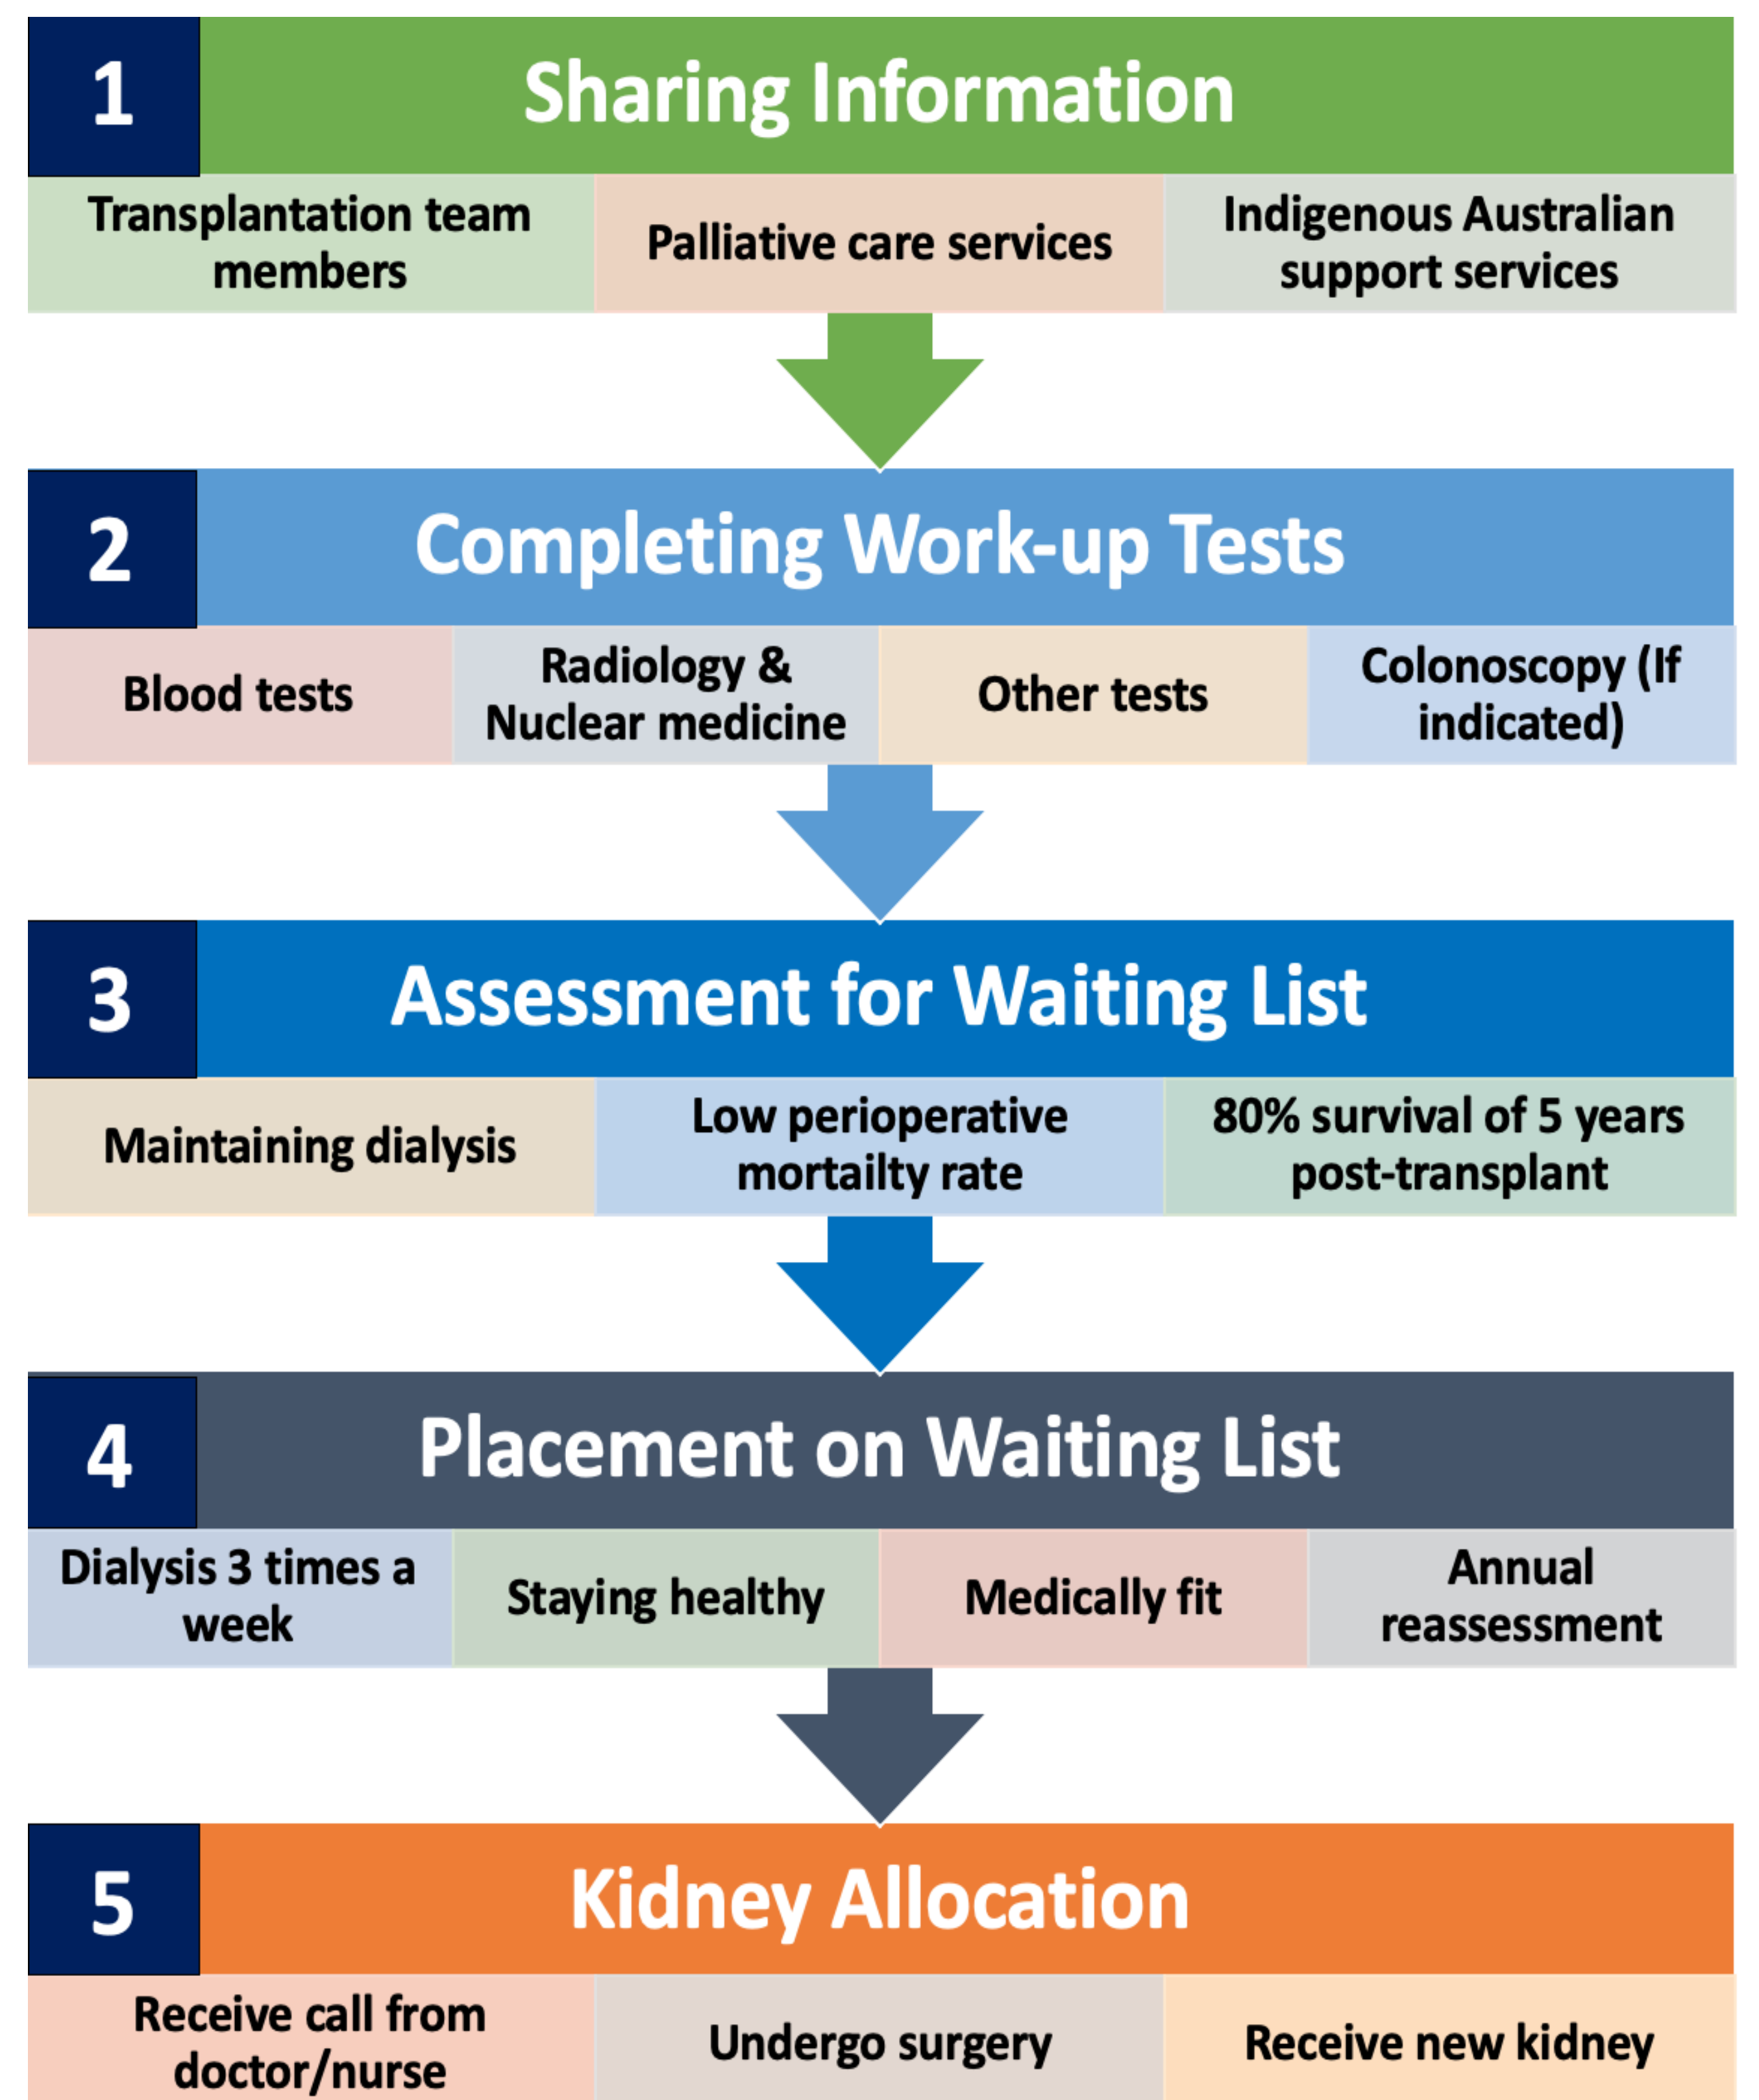 1
Sharing Information
Transplantation team
members
Palliative care services
Indigenous Australian
support services
2
Completing Work-up Tests
Blood tests
Radiology &
Nuclear medicine
Other tests
Colonoscopy (If
indicated)
3
Assessment for Waiting List
Maintaining dialysis
Low perioperative
mortailty rate
80% survival of 5 years
post-transplant
4
Placement on Waiting List
Dialysis 3 times a
week
Staying healthy
Medically fit
Annual
reassessment
5
Kidney Allocation
Receive call from
doctor/nurse
Undergo surgery
Receive new kidney